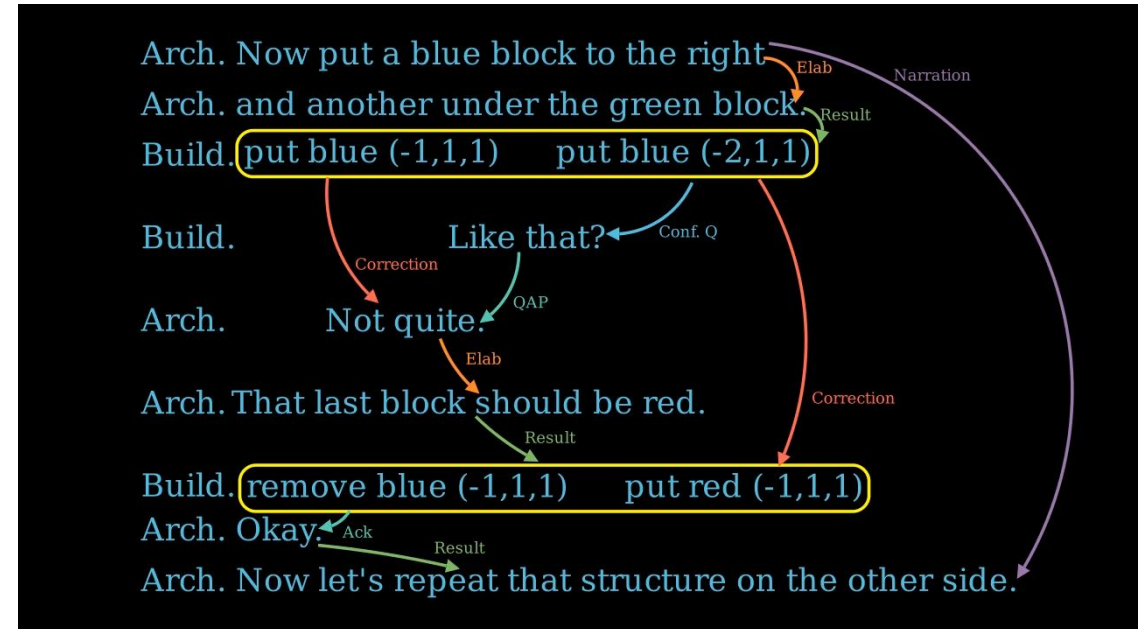 Arch. Now put a blue block to the right
Elab
Narration
Arch. and another under the green block.
Result
Build. put blue (-1,1,1) put blue (-2,1,1)
Build. Like that?
Conf. Q
Correction
QAP
Arch. Not quite.
Elab
Arch. That last block should be red.
Correction
Result
Build. remove blue (-1,1,1) put red (-1,1,1)
Arch. Okay.
Ack
Result
Arch. Now let's repeat that structure on the other side.